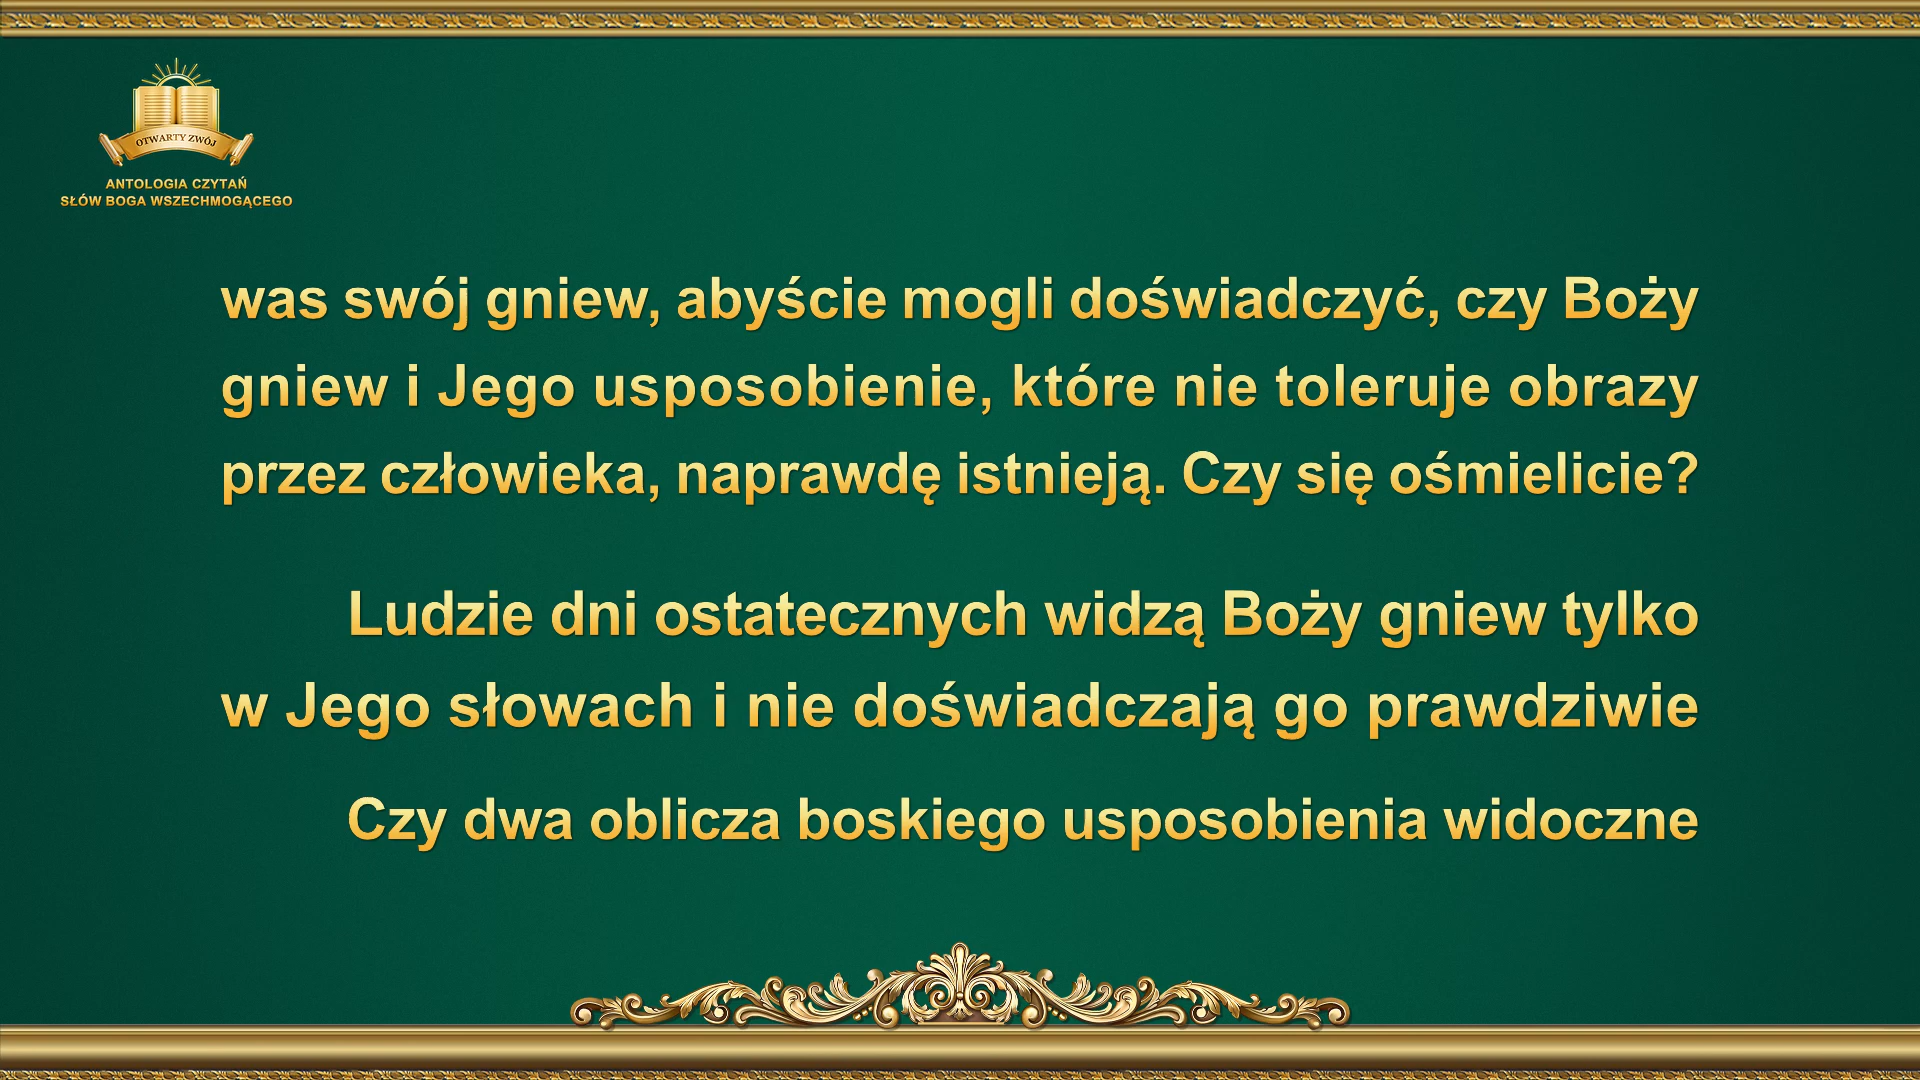 OTWARTY ZWÓJ
ANTOLOGIA CZYTAŃ
SŁÓW BOGA WSZECHMOGĄCEGO
was swój gniew, abyście mogli doświadczyć, czy Boży
gniew i Jego usposobienie, które nie toleruje obrazy
przez człowieka, naprawdę istnieją. Czy się ośmielicie?
Ludzie dni ostatecznych widzą Boży gniew tylko
w Jego słowach i nie doświadczają go prawdziwie
Czy dwa oblicza boskiego usposobienia widoczne